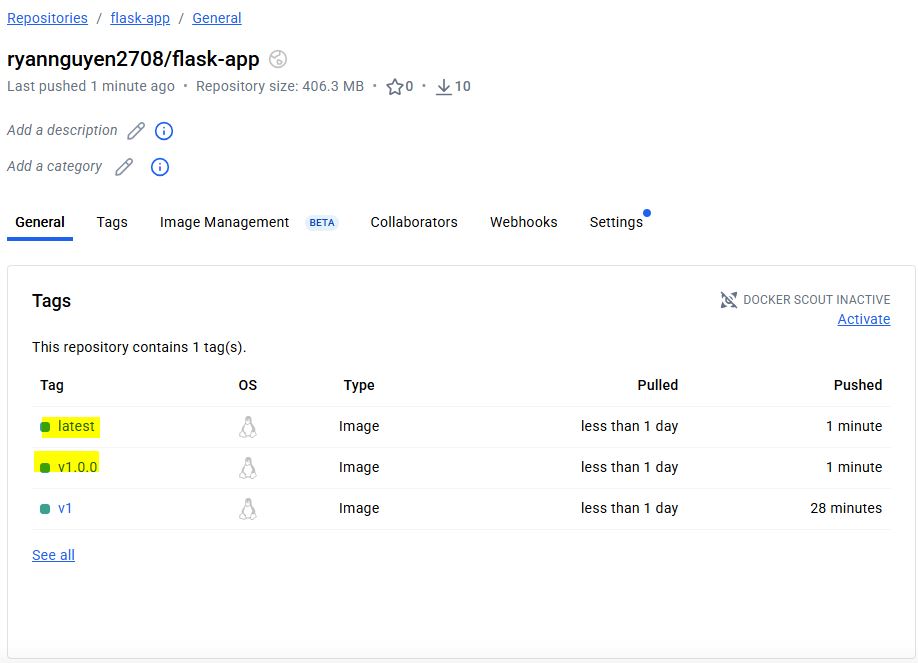 Repositories / flask-app / General
ryannguyen2708/flask-app
Last pushed 1 minute ago • Repository size: 406.3 MB • 0 • 10
Add a description
Add a category
General Tags Image Management BETA Collaborators Webhooks Settings
Tags DOCKER SCOUT INACTIVE
Activate
This repository contains 1 tag(s).
Tag OS Type Pulled Pushed
latest Image less than 1 day 1 minute
v1.0.0 Image less than 1 day 1 minute
v1 Image less than 1 day 28 minutes
See all